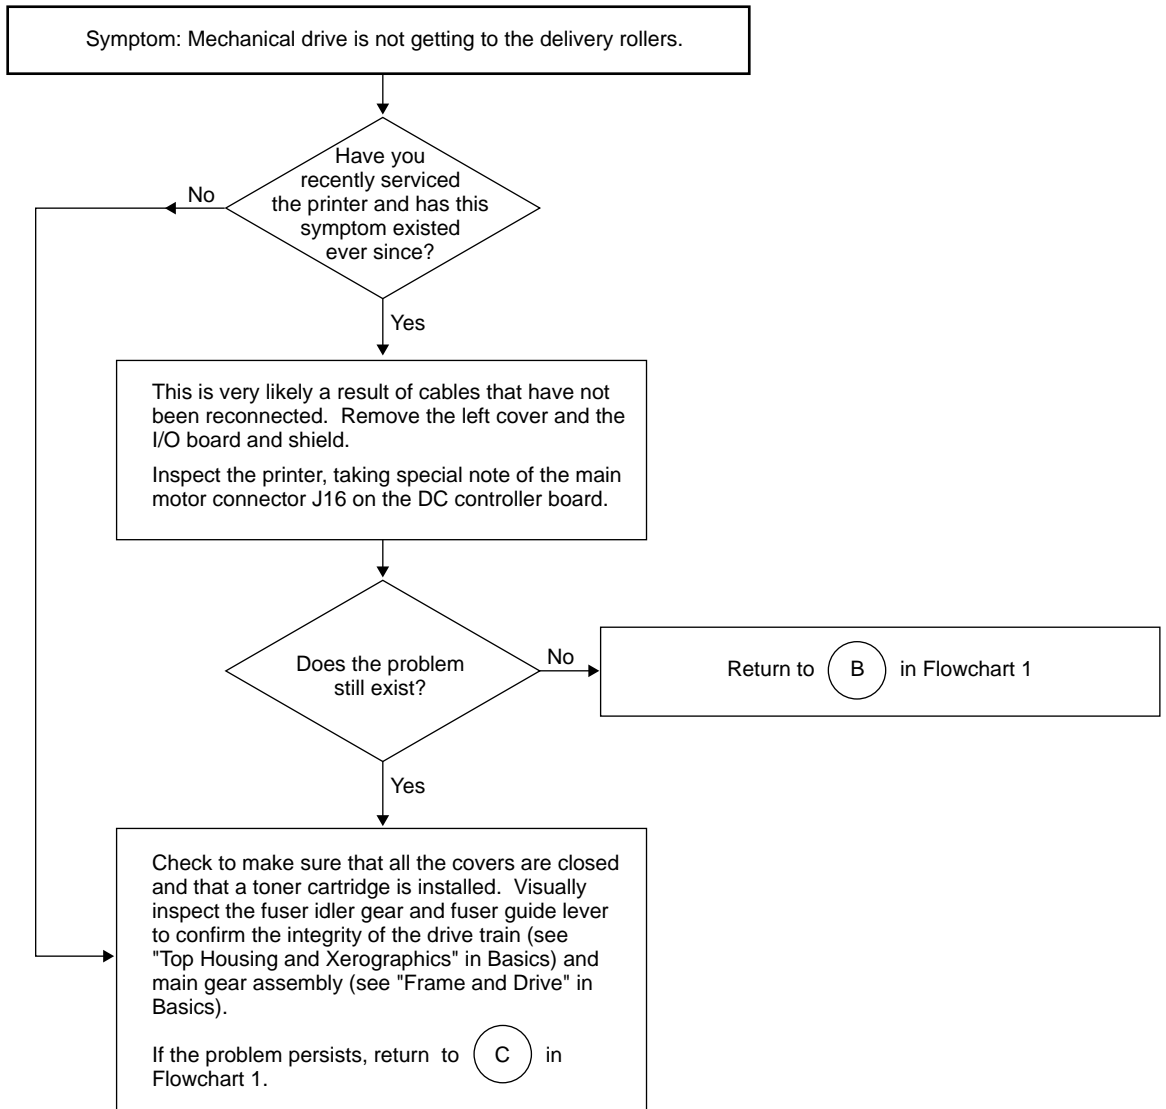 Symptom: Mechanical drive is not getting to the delivery rollers.
Have you
recently serviced
the printer and has this
symptom existed
ever since?
No
Yes
This is very likely a result of cables that have not
been reconnected.  Remove the left cover and the
I/O board and shield.
Inspect the printer, taking special note of the main
motor connector J16 on the DC controller board.
Does the problem
still exist?
No
Return to B in Flowchart 1
Yes
Check to make sure that all the covers are closed
and that a toner cartridge is installed.  Visually
inspect the fuser idler gear and fuser guide lever
to confirm the integrity of the drive train (see
"Top Housing and Xerographics" in Basics) and
main gear assembly (see "Frame and Drive" in
Basics).
If the problem persists, return to C in
Flowchart 1.